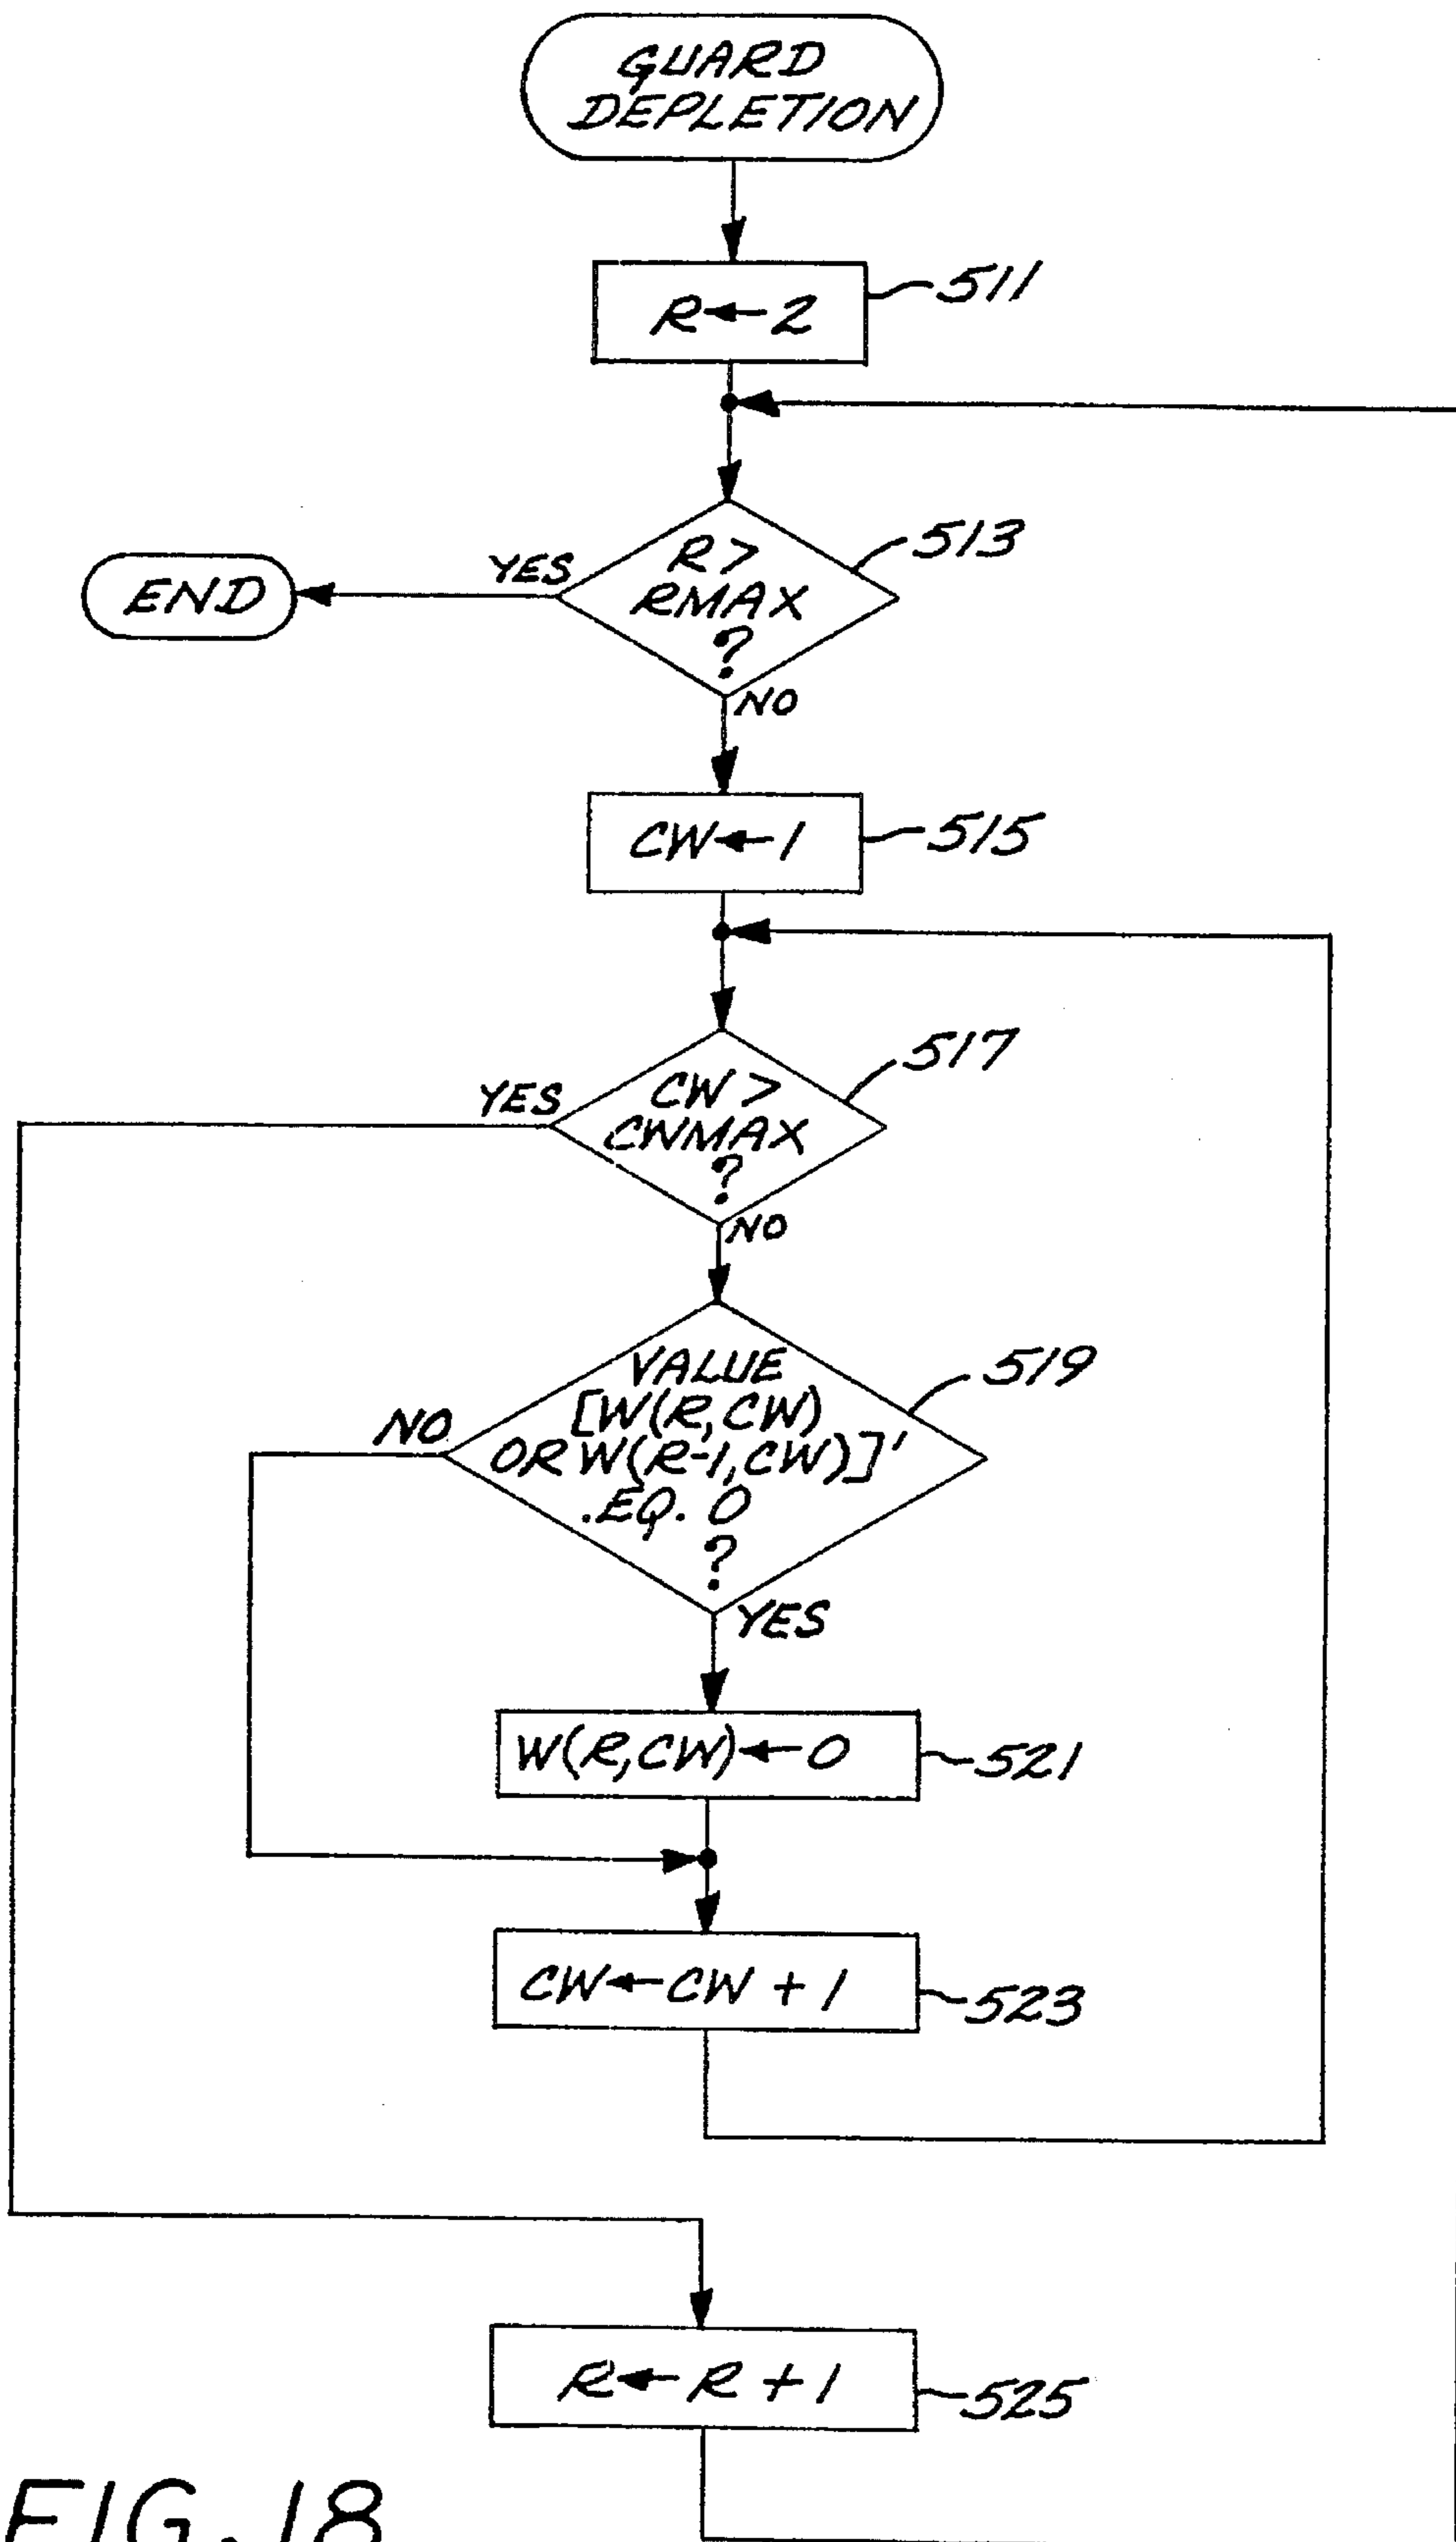 GUARD
DEPLETION
R←2
511
R>
RMAX
?
513
YES
END
NO
CW←1
515
CW >
CWMAX
?
517
YES
NO
VALUE
[W(R,CW)
OR W(R-1,CW)]'
.EQ. 0
?
519
NO
YES
W(R,CW)←0
521
CW←CW + 1
523
R←R + 1
525
FIG. 18